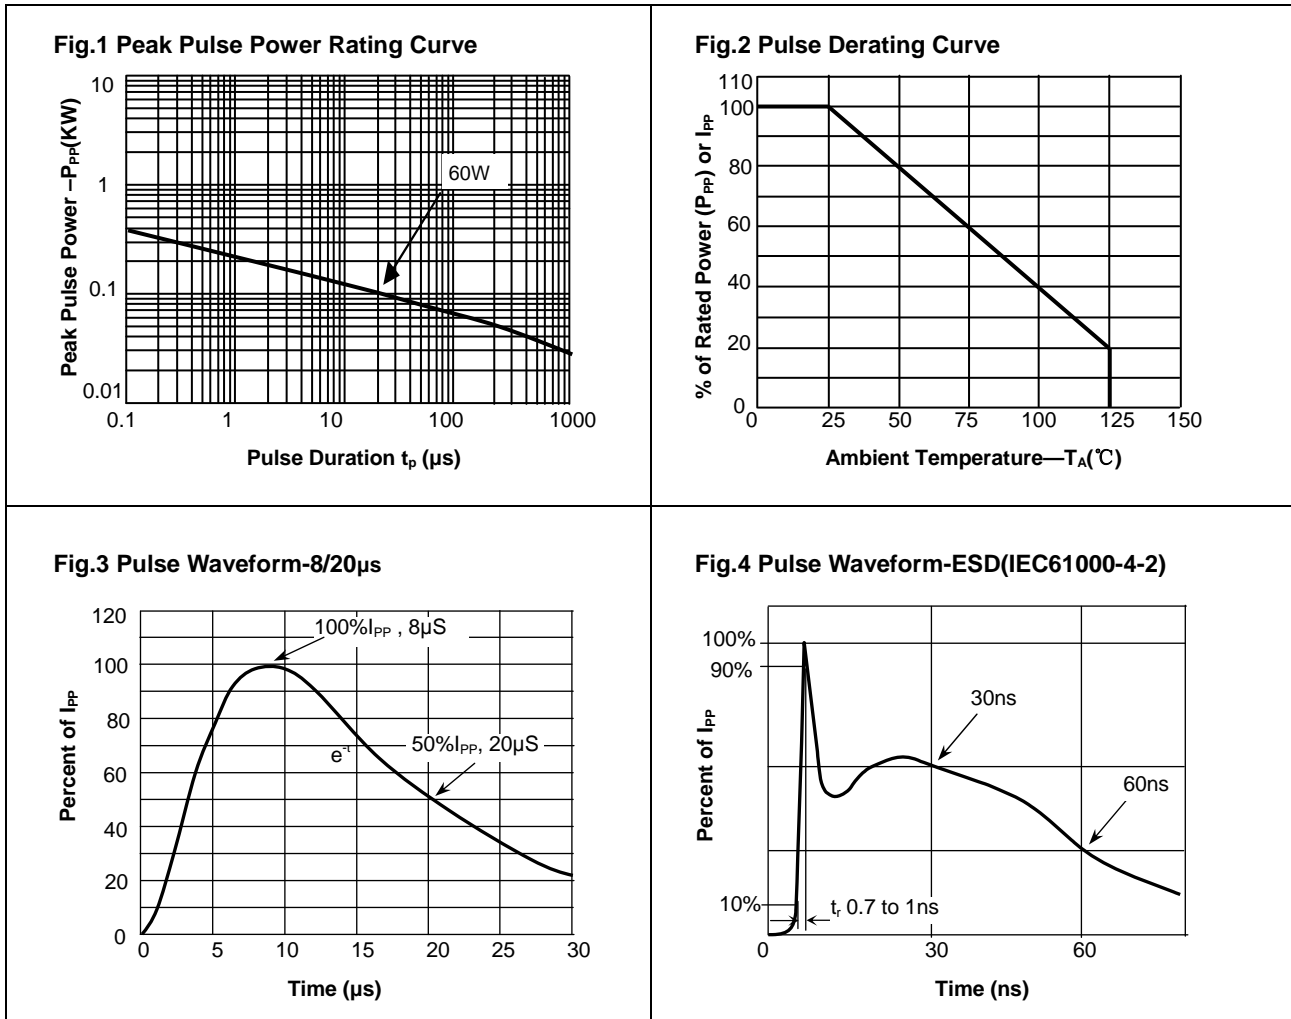 Fig.1 Peak Pulse Power Rating Curve
Peak Pulse Power –PPP(KW)
10
1
0.1
0.01
60W
0.1 1 10 100 1000
Pulse Duration tp (µs)
Fig.2 Pulse Derating Curve
% of Rated Power (PPP) or IPP
110
100
80
60
40
20
0
0 25 50 75 100 125 150
Ambient Temperature—TA(℃)
Fig.3 Pulse Waveform-8/20µs
Percent of IPP
120
100
80
60
40
20
0
100%IPP , 8µS
e-t
50%IPP, 20µS
0 5 10 15 20 25 30
Time (µs)
Fig.4 Pulse Waveform-ESD(IEC61000-4-2)
Percent of IPP
100%
90%
10%
30ns
60ns
tr 0.7 to 1ns
0 30 60
Time (ns)